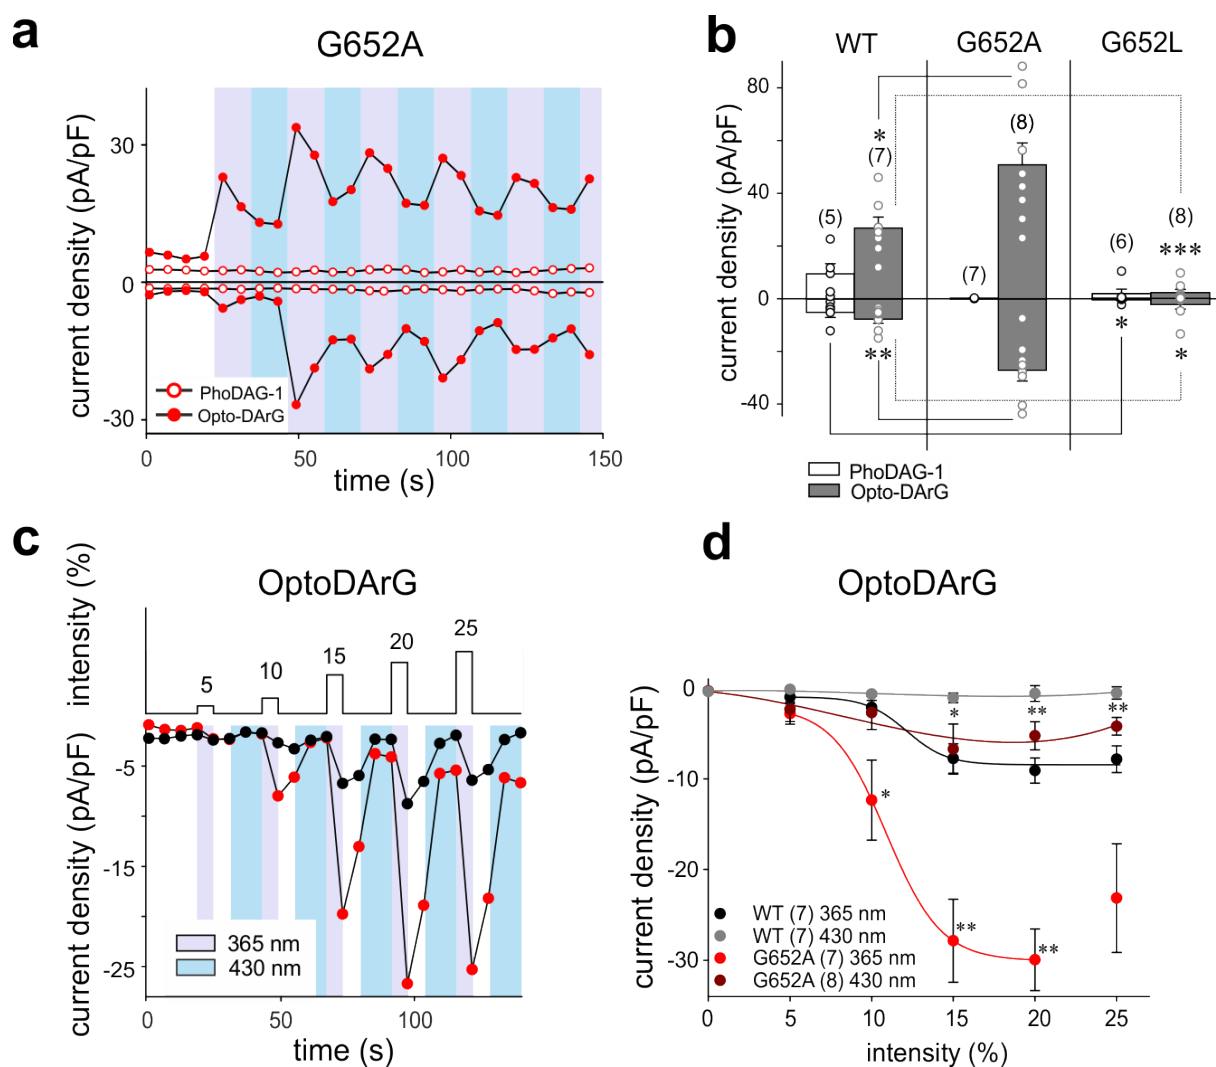 a
G652A
current density (pA/pF)
30
0
-30
PhoDAG-1
Opto-DArG
0
50
100
150
time (s)
b
WT
G652A
G652L
current density (pA/pF)
80
40
0
-40
(5)
*
(7)
**
(7)
(8)
(6)
*
(8)
***
*
PhoDAG-1
Opto-DArG
c
OptoDArG
intensity (%)
5
10
15
20
25
current density (pA/pF)
-5
-15
-25
365 nm
430 nm
0
50
100
time (s)
d
OptoDArG
current density (pA/pF)
0
-10
-20
-30
*
**
**
*
**
**
WT (7) 365 nm
WT (7) 430 nm
G652A (7) 365 nm
G652A (8) 430 nm
0
5
10
15
20
25
intensity (%)